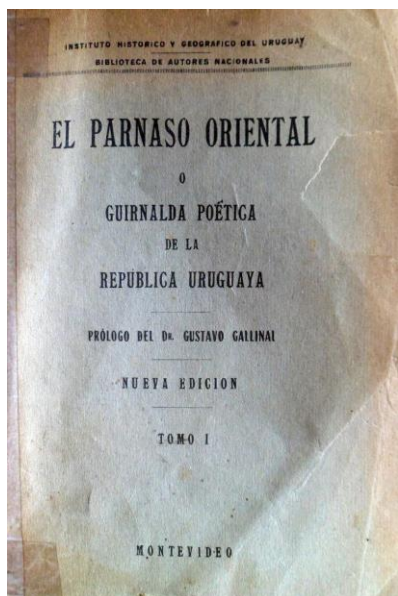 INSTITUTO HISTORICO Y GEOGRAFICO DEL URUGUAY
BIBLIOTECA DE AUTORES NACIONALES
EL PARNASO ORIENTAL
O
GUIRNALDA POÉTICA
DE LA
REPUBLICA URUGUAYA
PRÓLOGO DEL DR. GUSTAVO GALLINAL
NUEVA EDICION
TOMO I
MONTEVIDEO